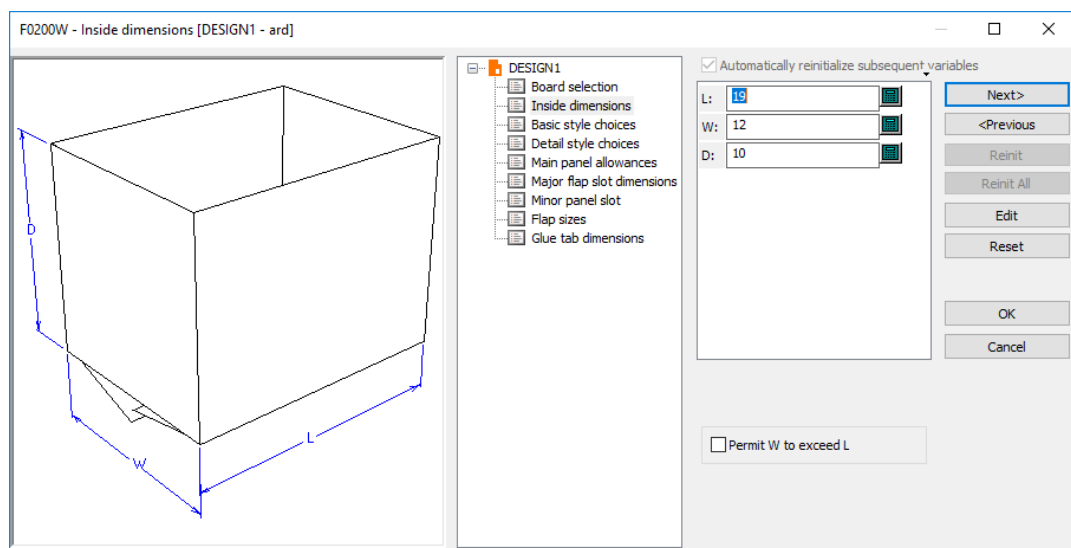 F0200W - Inside dimensions [DESIGN1 - ard]
D
W
L
DESIGN1
Board selection
Inside dimensions
Basic style choices
Detail style choices
Main panel allowances
Major flap slot dimensions
Minor panel slot
Flap sizes
Glue tab dimensions
Automatically reinitialize subsequent variables
L: 19
W: 12
D: 10
Permit W to exceed L
Next>
<Previous
Reinit
Reinit All
Edit
Reset
OK
Cancel